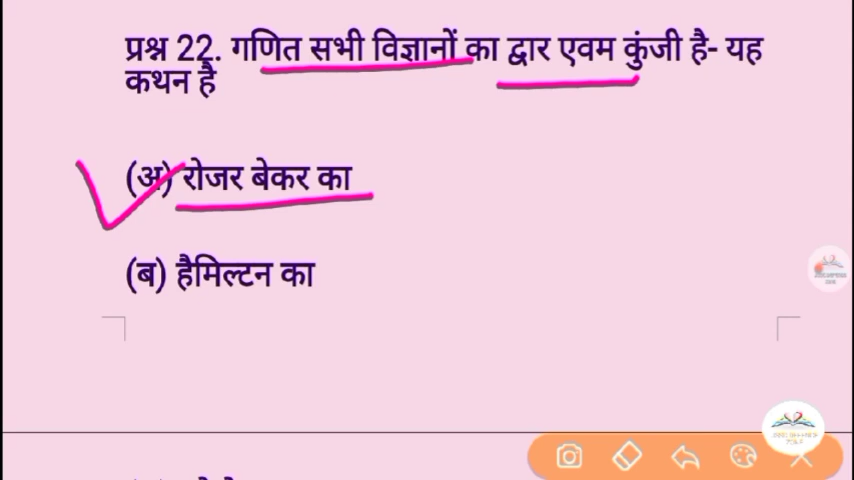 प्रश्न 22. गणित सभी विज्ञानों का द्वार एवम कुंजी है- यह
कथन है
(अ) रोजर बेकर का
(ब) हैमिल्टन का